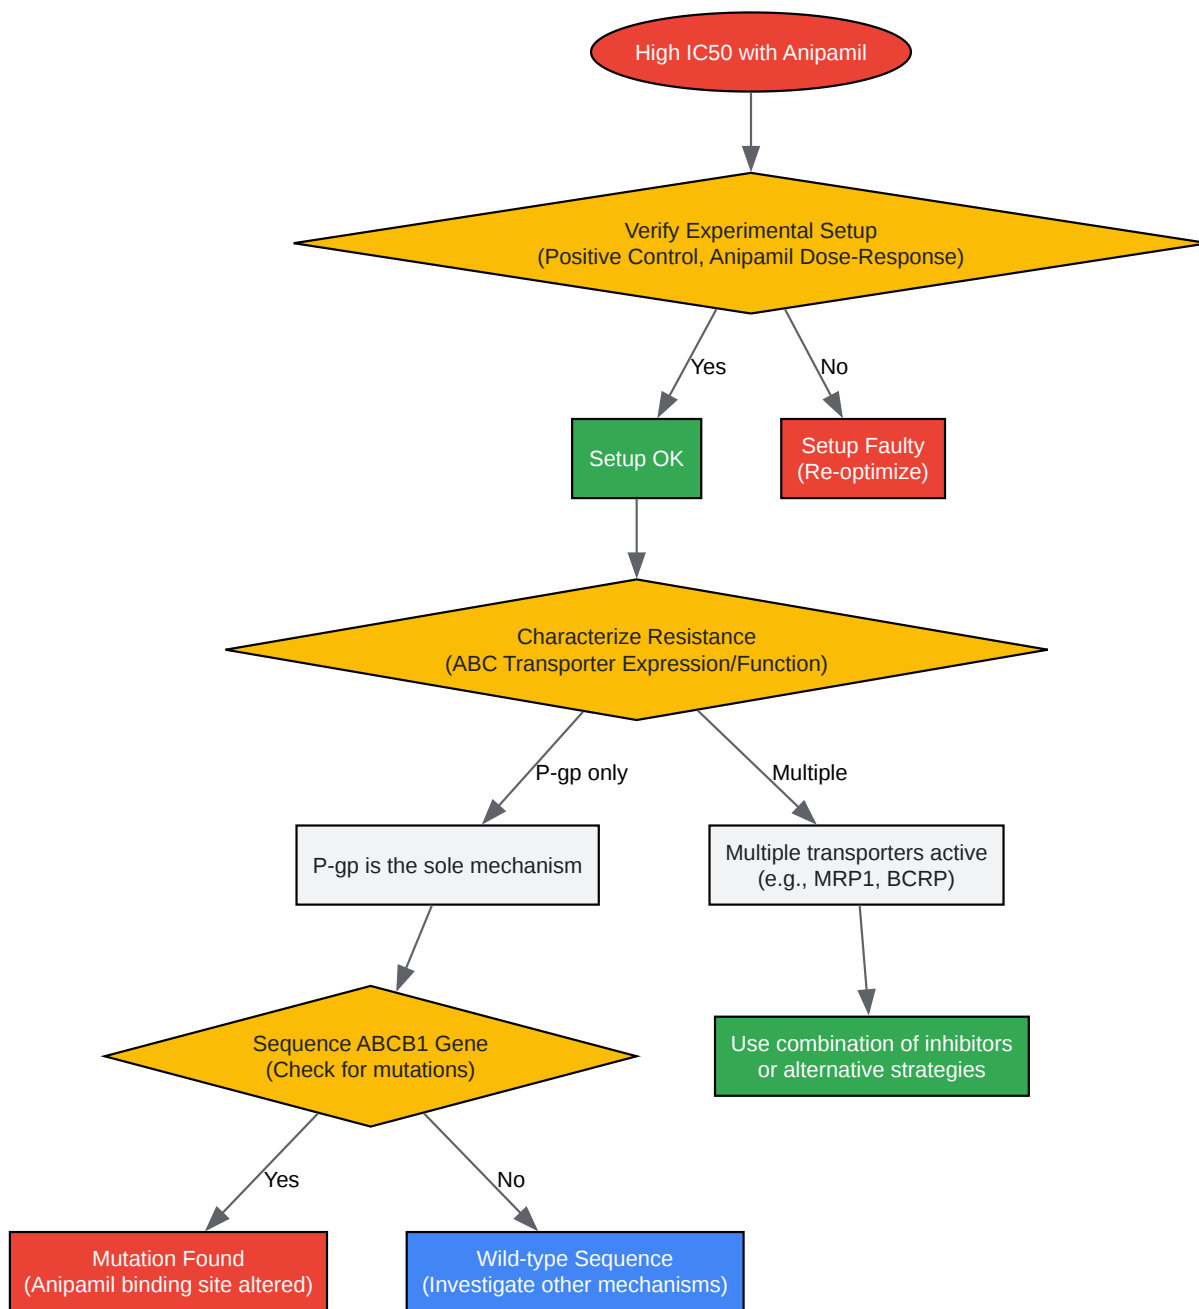 High IC50 with Anipamil
Verify Experimental Setup
(Positive Control, Anipamil Dose-Response)
Yes
No
Setup OK
Setup Faulty
(Re-optimize)
Characterize Resistance
(ABC Transporter Expression/Function)
P-gp only
Multiple
P-gp is the sole mechanism
Multiple transporters active
(e.g., MRP1, BCRP)
Sequence ABCB1 Gene
(Check for mutations)
Use combination of inhibitors
or alternative strategies
Yes
No
Mutation Found
(Anipamil binding site altered)
Wild-type Sequence
(Investigate other mechanisms)